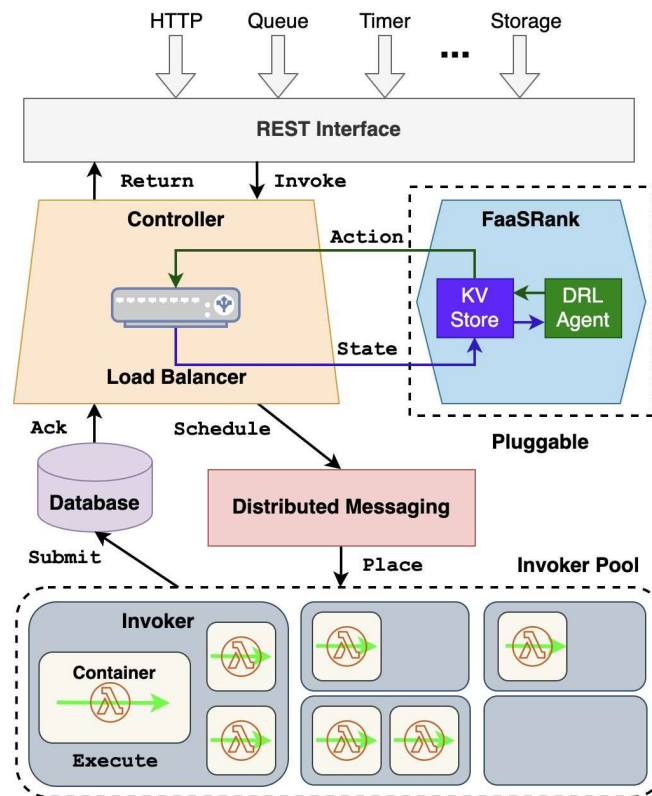 HTTP Queue Timer ... Storage
REST Interface
Return Invoke
Controller
FaaSRank
Action
KV
Store
DRL
Agent
State
Load Balancer
Ack
Schedule
Pluggable
Database
Distributed Messaging
Submit
Place
Invoker Pool
Invoker
Container
Execute